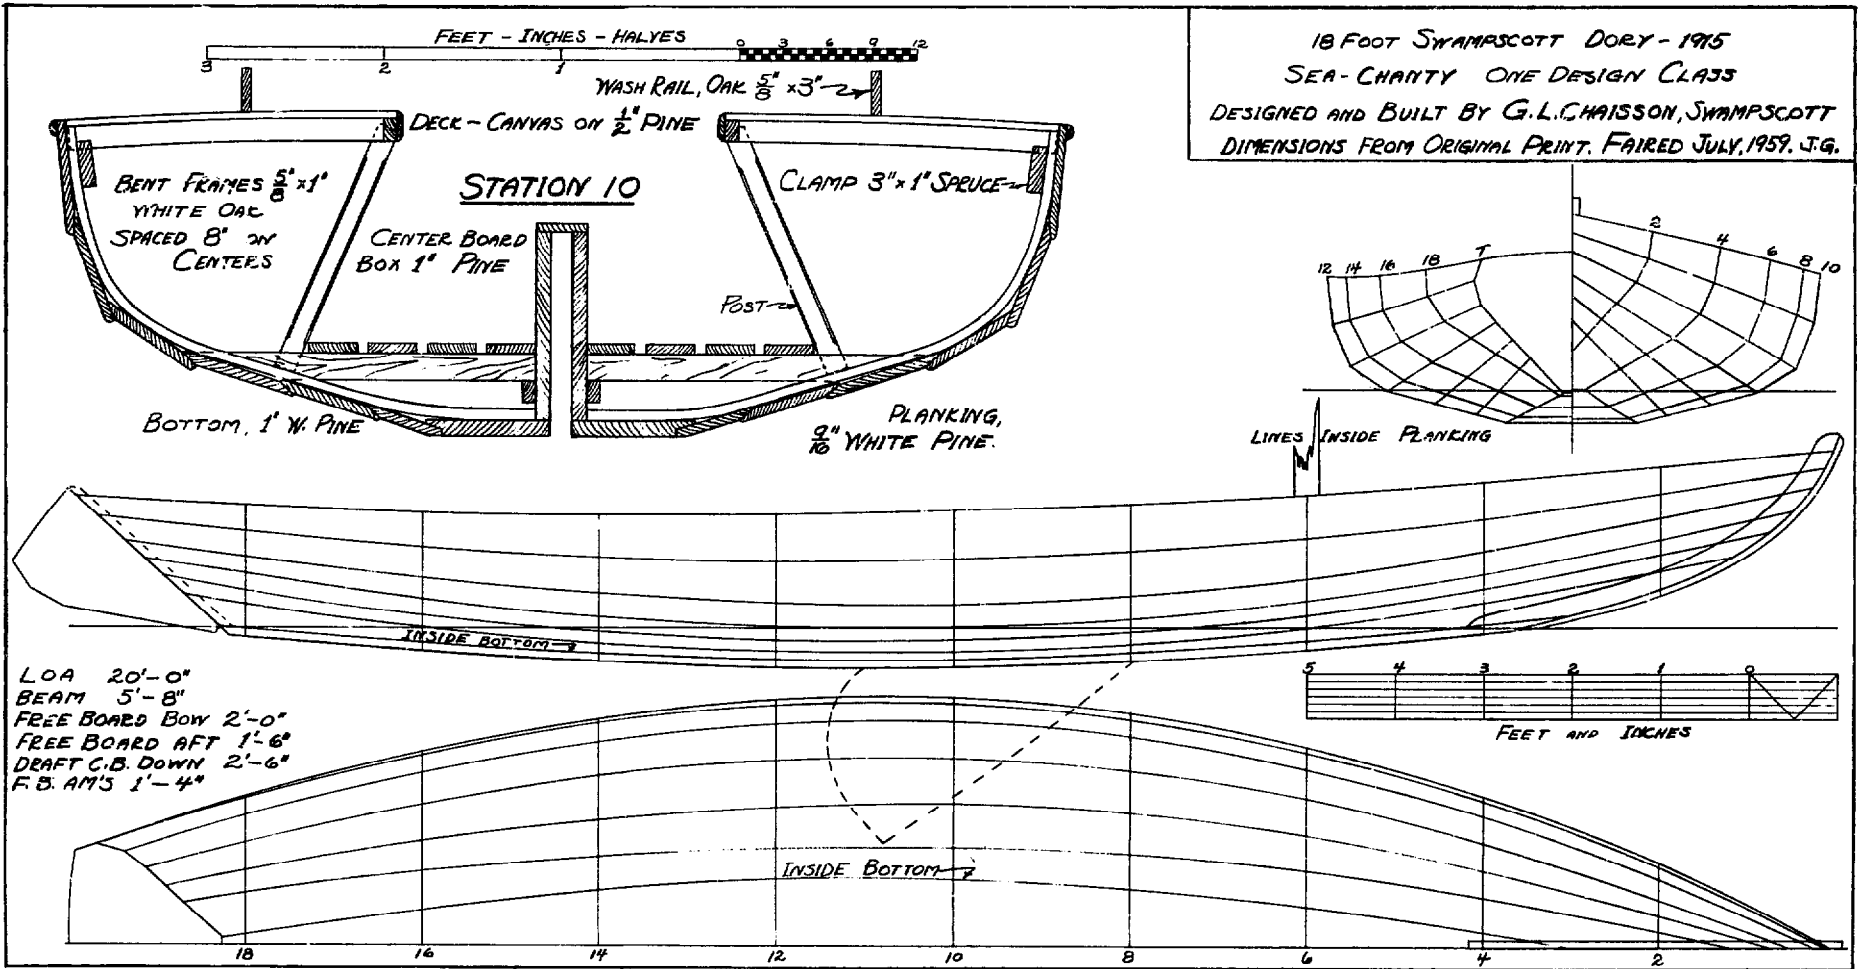 FEET - INCHES - HALVES
0 3 6 9 12
3 2 1
WASH RAIL, OAK 5/8" x 3"
DECK - CANVAS ON 1/2" PINE
BENT FRAMES 5/8" x 1"
WHITE OAK
SPACED 8" ON
CENTERS
STATION 10
CLAMP 3" x 1" SPRUCE
CENTER BOARD
BOX 1" PINE
POST
BOTTOM, 1" W. PINE
PLANKING,
9/16" WHITE PINE.
18 FOOT SWAMPSCOTT DORY - 1915
SEA-CHANTY ONE DESIGN CLASS
DESIGNED AND BUILT BY G.L. CHAISSON, SWAMPSCOTT
DIMENSIONS FROM ORIGINAL PRINT. FAIRED JULY, 1959. J.G.
12 14 16 18 T 2 4 6 8 10
LINES INSIDE PLANKING
INSIDE BOTTOM
LOA 20'-0"
BEAM 5'-8"
FREE BOARD BOW 2'-0"
FREE BOARD AFT 1'-6"
DRAFT C.B. DOWN 2'-6"
F.B. AM'S 1'-4"
5 4 3 2 1 0
FEET AND INCHES
INSIDE BOTTOM
18 16 14 12 10 8 6 4 2